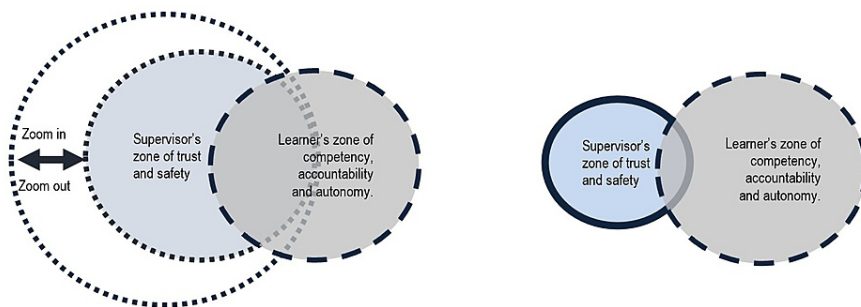 Zoom in
Zoom out
Supervisor's
zone of trust
and safety
Learner's zone of
competency,
accountability
and autonomy.
Supervisor's
zone of trust
and safety
Learner's zone of
competency,
accountability
and autonomy.